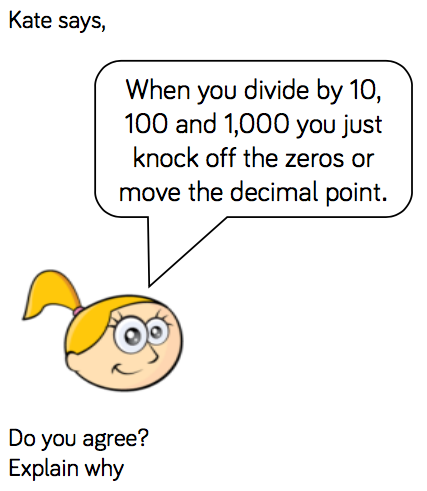 Kate says,
When you divide by 10,
100 and 1,000 you just
knock off the zeros or
move the decimal point.
Do you agree?
Explain why